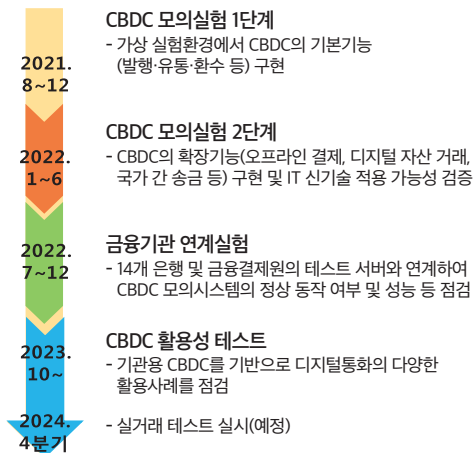 CBDC 모의실험 1단계
2021.
8~12
- 가상 실험환경에서 CBDC의 기본기능
(발행·유통·환수 등) 구현
CBDC 모의실험 2단계
2022.
1~6
- CBDC의 확장기능(오프라인 결제, 디지털 자산 거래,
국가 간 송금 등) 구현 및 IT 신기술 적용 가능성 검증
금융기관 연계실험
2022.
7~12
- 14개 은행 및 금융결제원의 테스트 서버와 연계하여
CBDC 모의시스템의 정상 동작 여부 및 성능 등 점검
CBDC 활용성 테스트
2023.
10~
- 기관용 CBDC를 기반으로 디지털통화의 다양한
활용사례를 점검
2024.
4분기
- 실거래 테스트 실시(예정)